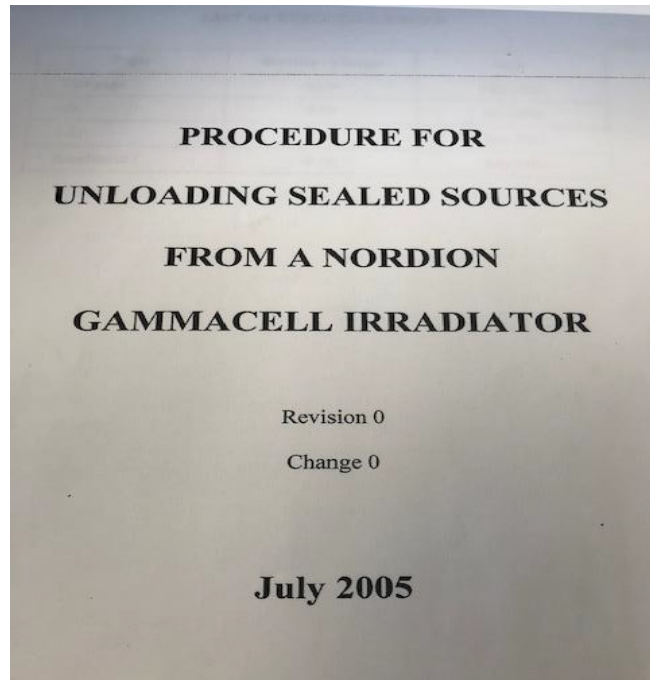 PROCEDURE FOR
UNLOADING SEALED SOURCES
FROM A NORDION
GAMMACELL IRRADIATOR
Revision 0
Change 0
July 2005